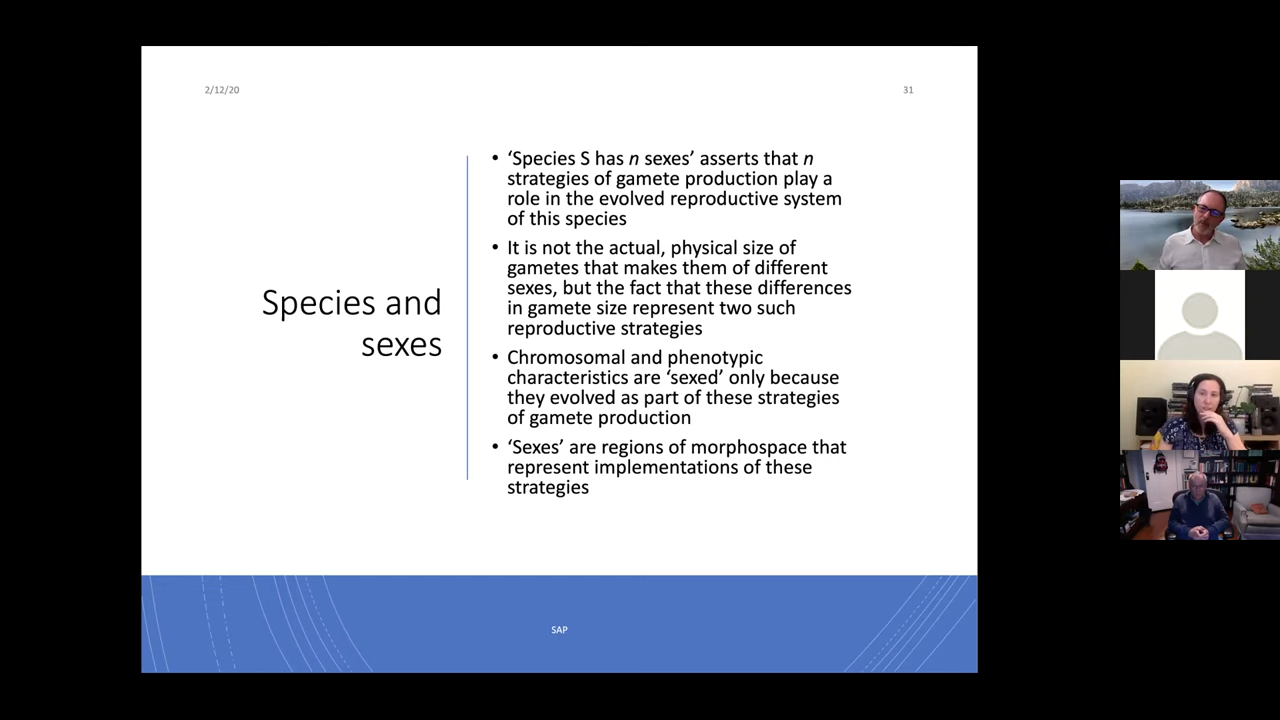 2/12/20
31
Species and
sexes
• ‘Species S has n sexes’ asserts that n
strategies of gamete production play a
role in the evolved reproductive system
of this species
• It is not the actual, physical size of
gametes that makes them of different
sexes, but the fact that these differences
in gamete size represent two such
reproductive strategies
• Chromosomal and phenotypic
characteristics are ‘sexed’ only because
they evolved as part of these strategies
of gamete production
• ‘Sexes’ are regions of morphospace that
represent implementations of these
strategies
SAP